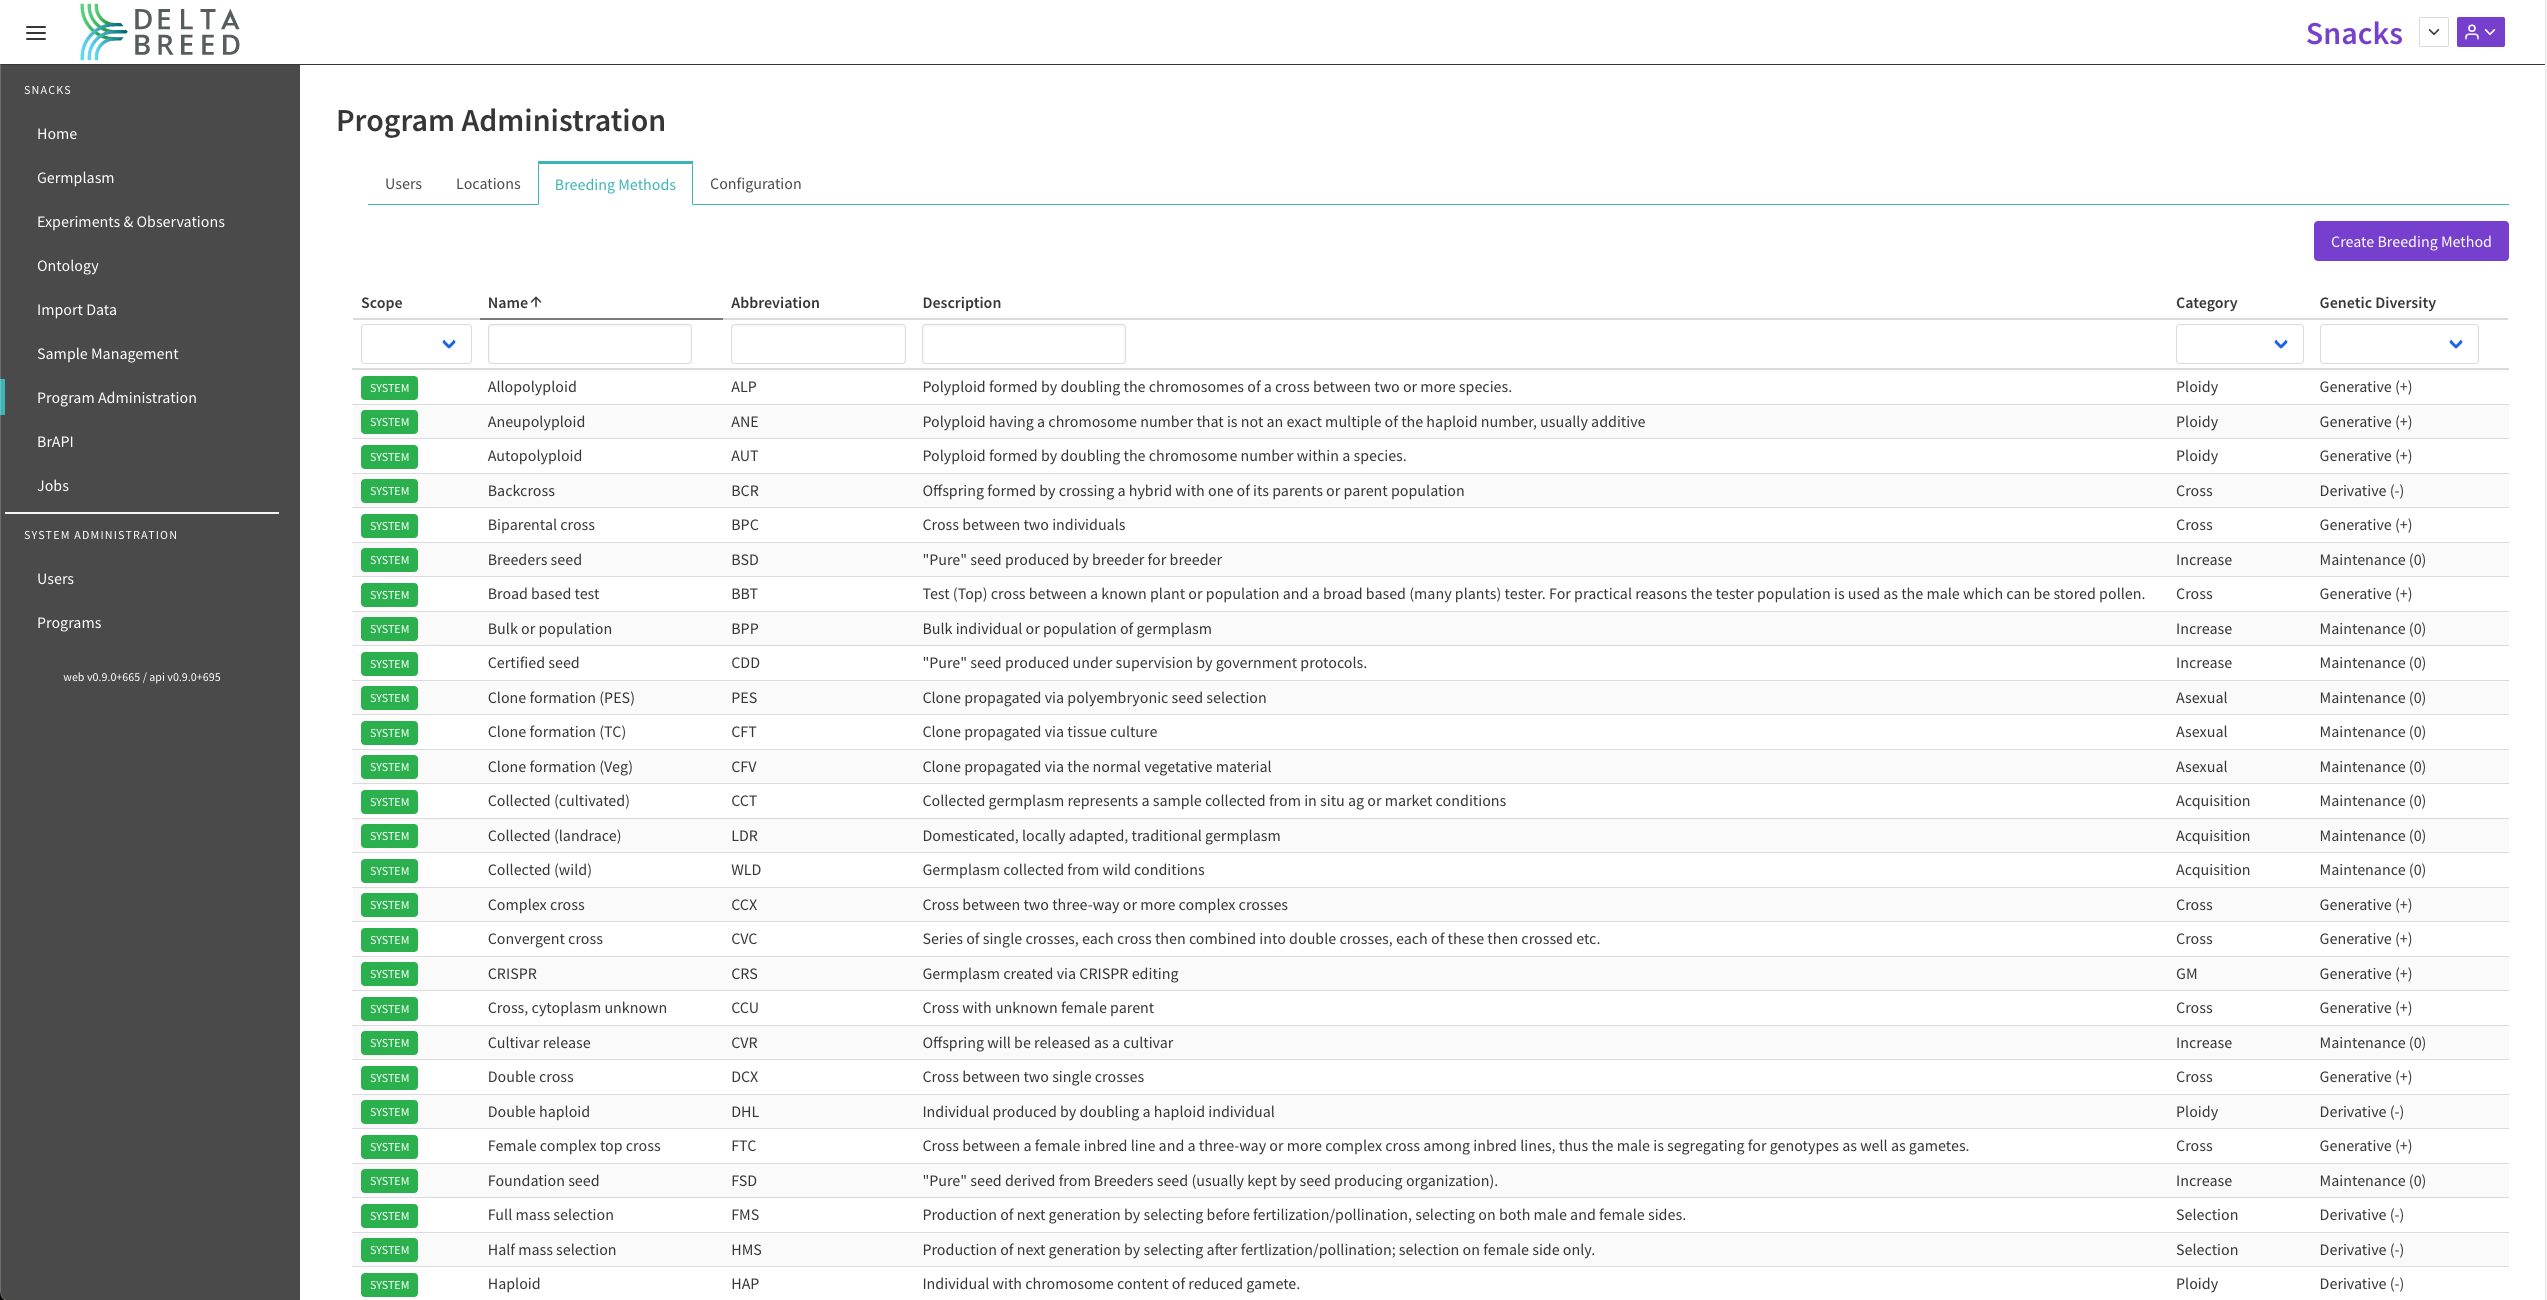 DELTA
BREED
Snacks
SNACKS
Home
Germplasm
Experiments & Observations
Ontology
Import Data
Sample Management
Program Administration
BrAPI
Jobs
SYSTEM ADMINISTRATION
Users
Programs
web v0.9.0+665 / api v0.9.0+695
Program Administration
Users Locations Breeding Methods Configuration
Create Breeding Method
Scope Name Abbreviation Description Category Genetic Diversity
SYSTEM Allopolyploid ALP Polyploid formed by doubling the chromosomes of a cross between two or more species. Ploidy Generative (+)
SYSTEM Aneupolyploid ANE Polyploid having a chromosome number that is not an exact multiple of the haploid number, usually additive Ploidy Generative (+)
SYSTEM Autopolyploid AUT Polyploid formed by doubling the chromosome number within a species. Ploidy Generative (+)
SYSTEM Backcross BCR Offspring formed by crossing a hybrid with one of its parents or parent population Cross Derivative (-)
SYSTEM Biparental cross BPC Cross between two individuals Cross Generative (+)
SYSTEM Breeders seed BSD "Pure" seed produced by breeder for breeder Increase Maintenance (0)
SYSTEM Broad based test BBT Test (Top) cross between a known plant or population and a broad based (many plants) tester. For practical reasons the tester population is used as the male which can be stored pollen. Cross Generative (+)
SYSTEM Bulk or population BPP Bulk individual or population of germplasm Increase Maintenance (0)
SYSTEM Certified seed CDD "Pure" seed produced under supervision by government protocols. Increase Maintenance (0)
SYSTEM Clone formation (PES) PES Clone propagated via polyembryonic seed selection Asexual Maintenance (0)
SYSTEM Clone formation (TC) CFT Clone propagated via tissue culture Asexual Maintenance (0)
SYSTEM Clone formation (Veg) CFV Clone propagated via the normal vegetative material Asexual Maintenance (0)
SYSTEM Collected (cultivated) CCT Collected germplasm represents a sample collected from in situ ag or market conditions Acquisition Maintenance (0)
SYSTEM Collected (landrace) LDR Domesticated, locally adapted, traditional germplasm Acquisition Maintenance (0)
SYSTEM Collected (wild) WLD Germplasm collected from wild conditions Acquisition Maintenance (0)
SYSTEM Complex cross CCX Cross between two three-way or more complex crosses Cross Generative (+)
SYSTEM Convergent cross CVC Series of single crosses, each cross then combined into double crosses, each of these then crossed etc. Cross Generative (+)
SYSTEM CRISPR CRS Germplasm created via CRISPR editing GM Generative (+)
SYSTEM Cross, cytoplasm unknown CCU Cross with unknown female parent Cross Generative (+)
SYSTEM Cultivar release CVR Offspring will be released as a cultivar Increase Maintenance (0)
SYSTEM Double cross DCX Cross between two single crosses Cross Generative (+)
SYSTEM Double haploid DHL Individual produced by doubling a haploid individual Ploidy Derivative (-)
SYSTEM Female complex top cross FTC Cross between a female inbred line and a three-way or more complex cross among inbred lines, thus the male is segregating for genotypes as well as gametes. Cross Generative (+)
SYSTEM Foundation seed FSD "Pure" seed derived from Breeders seed (usually kept by seed producing organization). Increase Maintenance (0)
SYSTEM Full mass selection FMS Production of next generation by selecting before fertilization/pollination, selecting on both male and female sides. Selection Derivative (-)
SYSTEM Half mass selection HMS Production of next generation by selecting after fertlization/pollination; selection on female side only. Selection Derivative (-)
SYSTEM Haploid HAP Individual with chromosome content of reduced gamete. Ploidy Derivative (-)